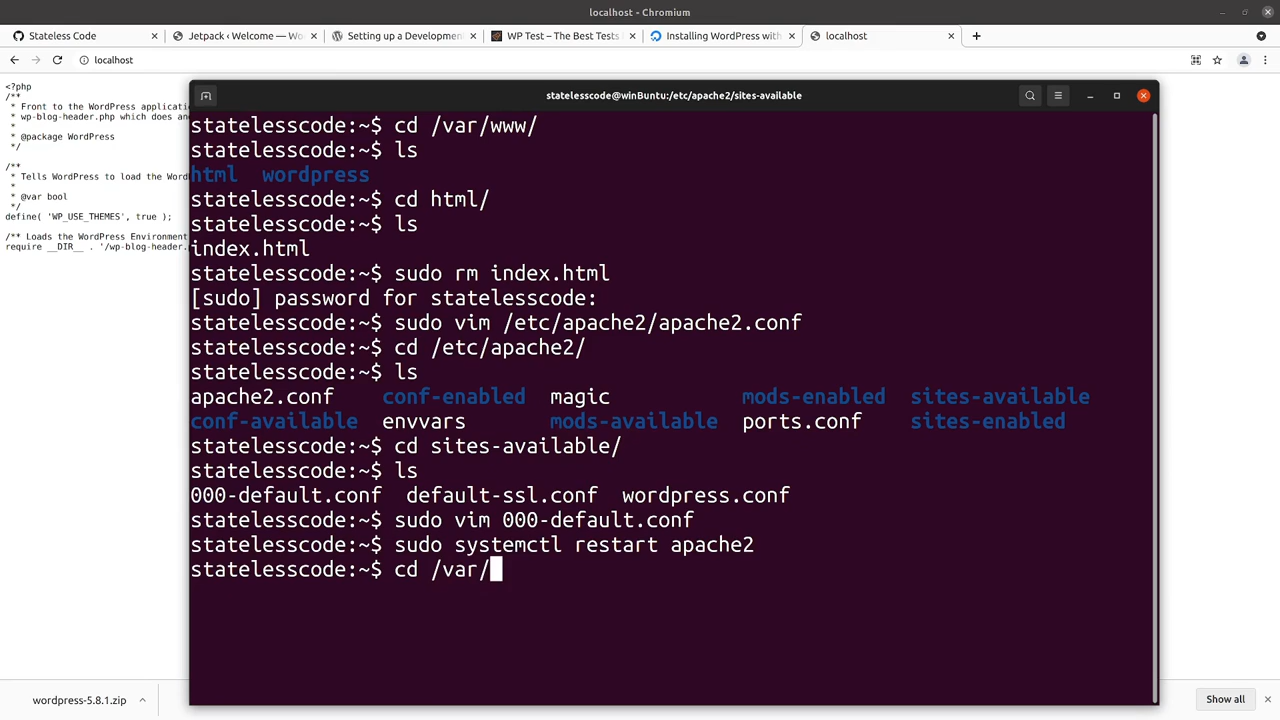 localhost - Chromium
Stateless Code
Jetpack ‹ Welcome — Wo
Setting up a Developmen
WP Test – The Best Tests
Installing WordPress with
localhost
localhost
<?php
/**
* Front to the WordPress applicatio
* wp-blog-header.php which does and
*
* @package WordPress
*/
/**
* Tells WordPress to load the Word
*
* @var bool
*/
define( 'WP_USE_THEMES', true );
/** Loads the WordPress Environment
require __DIR__ . '/wp-blog-header.
statelesscode@winBuntu:/etc/apache2/sites-available
statelesscode:~$ cd /var/www/
statelesscode:~$ ls
html wordpress
statelesscode:~$ cd html/
statelesscode:~$ ls
index.html
statelesscode:~$ sudo rm index.html
[sudo] password for statelesscode:
statelesscode:~$ sudo vim /etc/apache2/apache2.conf
statelesscode:~$ cd /etc/apache2/
statelesscode:~$ ls
apache2.conf conf-enabled magic mods-enabled sites-available
conf-available envvars mods-available ports.conf sites-enabled
statelesscode:~$ cd sites-available/
statelesscode:~$ ls
000-default.conf default-ssl.conf wordpress.conf
statelesscode:~$ sudo vim 000-default.conf
statelesscode:~$ sudo systemctl restart apache2
statelesscode:~$ cd /var/
wordpress-5.8.1.zip
Show all